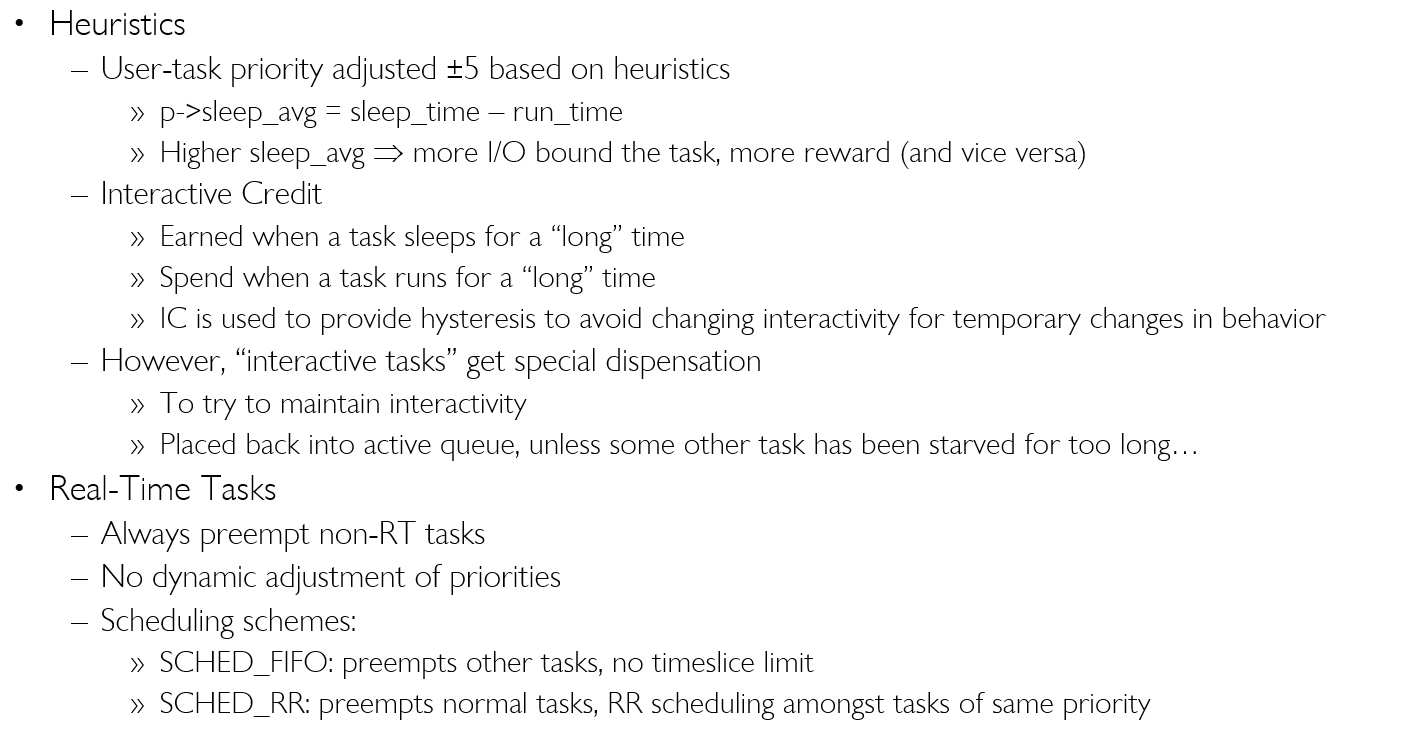 • Heuristics
– User-task priority adjusted ±5 based on heuristics
» p->sleep_avg = sleep_time – run_time
» Higher sleep_avg ⇒ more I/O bound the task, more reward (and vice versa)
– Interactive Credit
» Earned when a task sleeps for a “long” time
» Spend when a task runs for a “long” time
» IC is used to provide hysteresis to avoid changing interactivity for temporary changes in behavior
– However, “interactive tasks” get special dispensation
» To try to maintain interactivity
» Placed back into active queue, unless some other task has been starved for too long…
• Real-Time Tasks
– Always preempt non-RT tasks
– No dynamic adjustment of priorities
– Scheduling schemes:
» SCHED_FIFO: preempts other tasks, no timeslice limit
» SCHED_RR: preempts normal tasks, RR scheduling amongst tasks of same priority